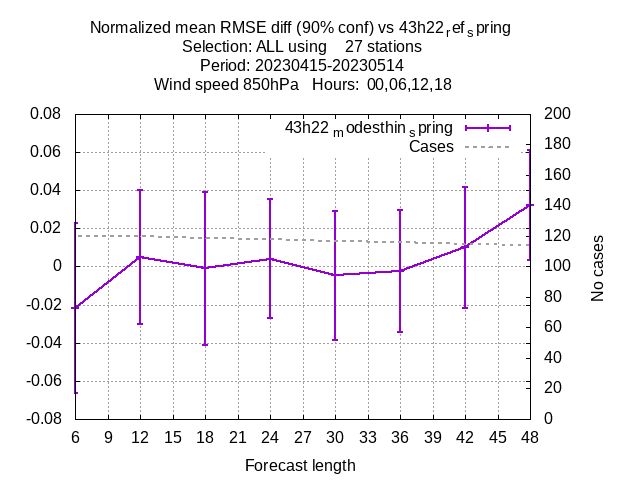 Normalized mean RMSE diff (90% conf) vs 43h22ᵣefₛpring
Selection: ALL using 27 stations
Period: 20230415-20230514
Wind speed 850hPa Hours: 00,06,12,18
43h22ₘodesthinₛpring
Cases
0.08
0.06
0.04
0.02
0
-0.02
-0.04
-0.06
-0.08
200
180
160
140
120
100
80
60
40
20
0
No cases
6 9 12 15 18 21 24 27 30 33 36 39 42 45 48
Forecast length